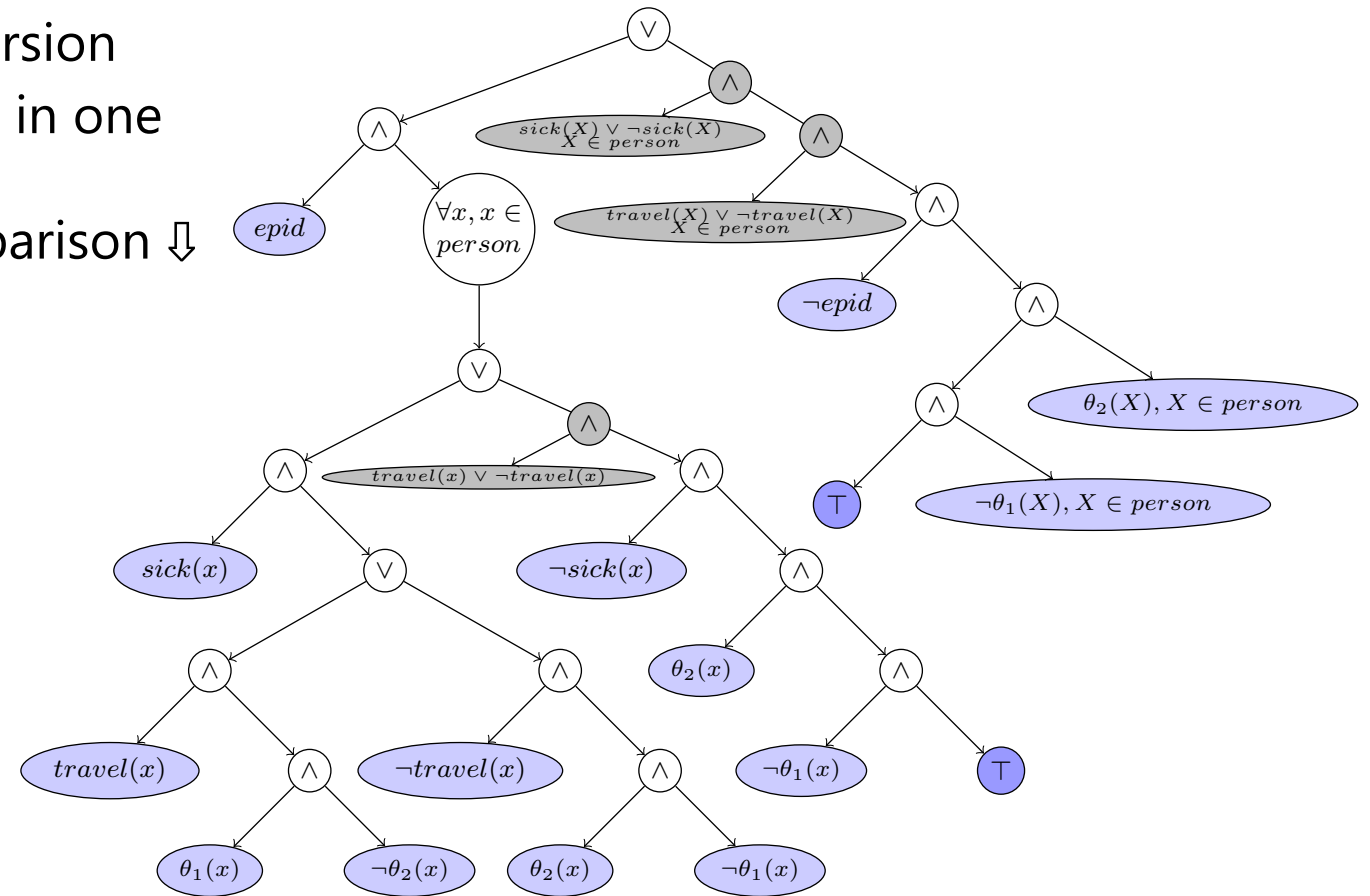 rsion
in one
parison ⇩
∨
∧
sick(X) ∨ ¬sick(X)
X ∈ person
∧
∧
travel(X) ∨ ¬travel(X)
X ∈ person
∧
epid
∀x, x ∈
person
¬epid
∧
∨
∧
θ₂(X), X ∈ person
∧
∧
travel(x) ∨ ¬travel(x)
∧
⊤
¬θ₁(X), X ∈ person
sick(x)
∨
¬sick(x)
∧
∧
∧
θ₂(x)
∧
travel(x)
∧
¬travel(x)
∧
¬θ₁(x)
⊤
θ₁(x)
¬θ₂(x)
θ₂(x)
¬θ₁(x)